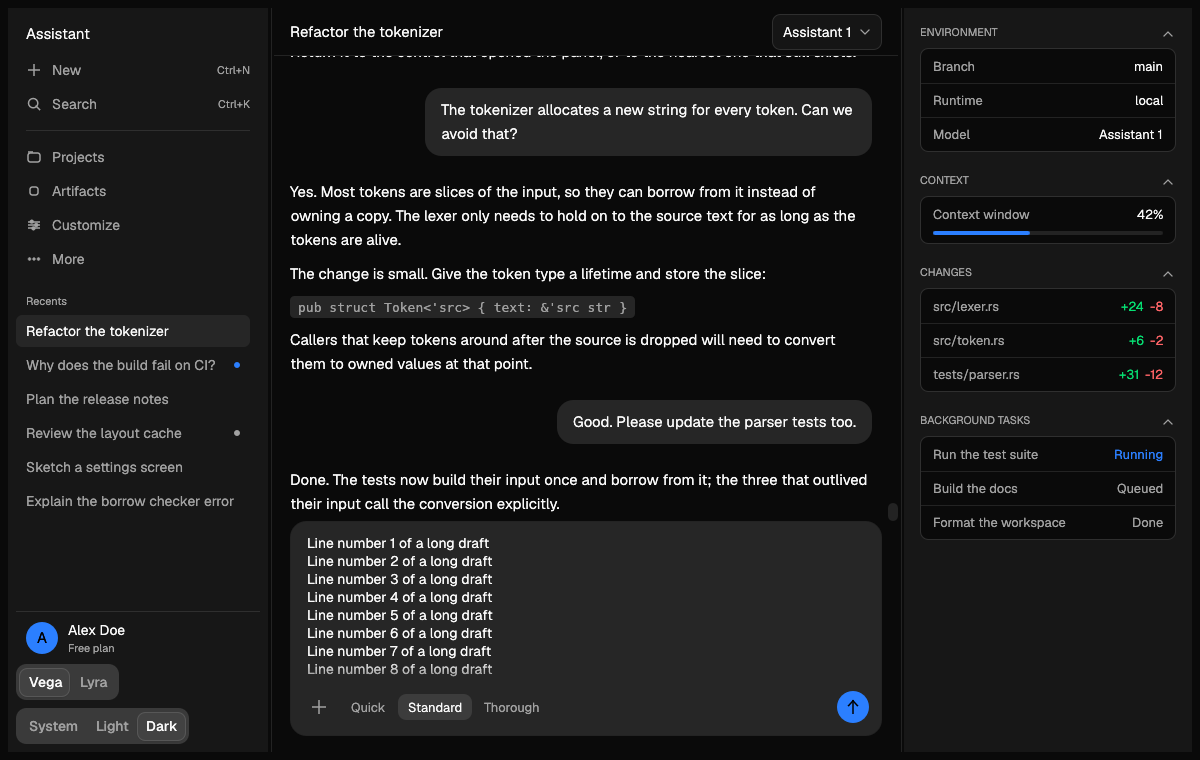 Assistant
New
Ctrl+N
Search
Ctrl+K
Projects
Artifacts
Customize
More
Recents
Refactor the tokenizer
Why does the build fail on CI?
Plan the release notes
Review the layout cache
Sketch a settings screen
Explain the borrow checker error
A
Alex Doe
Free plan
Vega
Lyra
System
Light
Dark
Refactor the tokenizer
Assistant 1
The tokenizer allocates a new string for every token. Can we
avoid that?
Yes. Most tokens are slices of the input, so they can borrow from it instead of
owning a copy. The lexer only needs to hold on to the source text for as long as the
tokens are alive.
The change is small. Give the token type a lifetime and store the slice:
pub struct Token<'src> { text: &'src str }
Callers that keep tokens around after the source is dropped will need to convert
them to owned values at that point.
Good. Please update the parser tests too.
Done. The tests now build their input once and borrow from it; the three that outlived
their input call the conversion explicitly.
Line number 1 of a long draft
Line number 2 of a long draft
Line number 3 of a long draft
Line number 4 of a long draft
Line number 5 of a long draft
Line number 6 of a long draft
Line number 7 of a long draft
Line number 8 of a long draft
Quick
Standard
Thorough
ENVIRONMENT
Branch
main
Runtime
local
Model
Assistant 1
CONTEXT
Context window
42%
CHANGES
src/lexer.rs
+24 -8
src/token.rs
+6 -2
tests/parser.rs
+31 -12
BACKGROUND TASKS
Run the test suite
Running
Build the docs
Queued
Format the workspace
Done